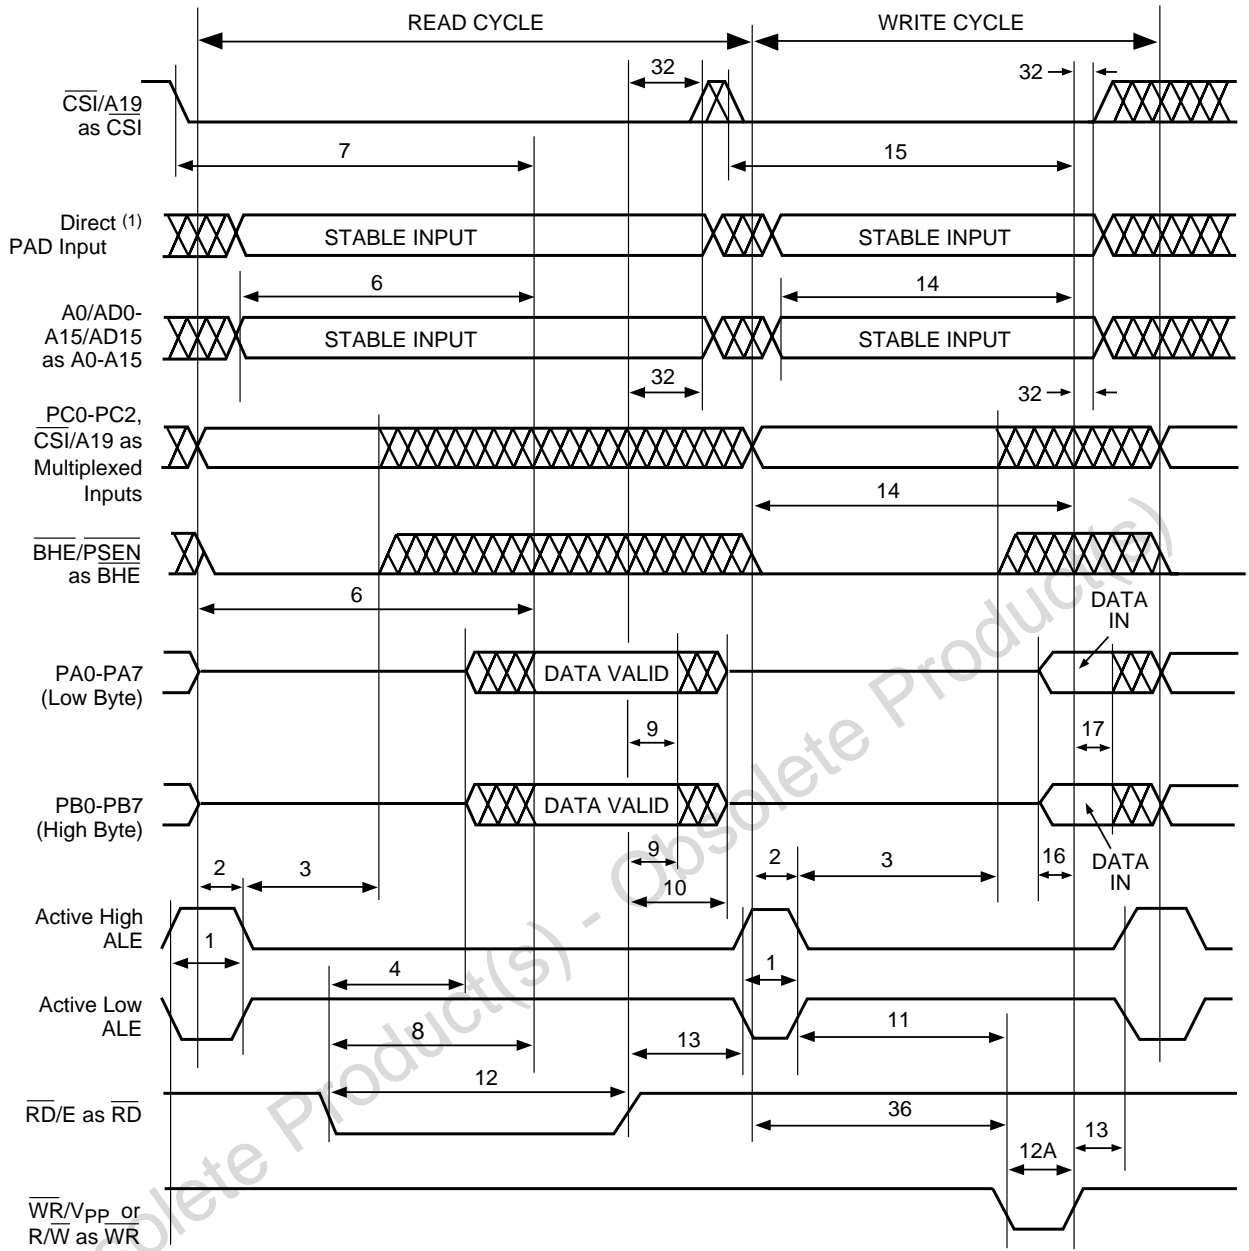 READ CYCLE
WRITE CYCLE
32
32
CSI/A19
as CSI
7
15
Direct (1)
PAD Input
STABLE INPUT
STABLE INPUT
6
14
A0/AD0-
A15/AD15
as A0-A15
STABLE INPUT
STABLE INPUT
32
32
PC0-PC2,
CSI/A19 as
Multiplexed
Inputs
14
BHE/PSEN
as BHE
6
DATA
IN
PA0-PA7
(Low Byte)
DATA VALID
9
17
PB0-PB7
(High Byte)
DATA VALID
9
2
3
10
2
3
16
DATA
IN
Active High
ALE
1
1
4
Active Low
ALE
8
13
11
12
RD/E as RD
36
13
12A
WR/VPP or
R/W as WR
Obsolete Product(s) - Obsolete Product(s)